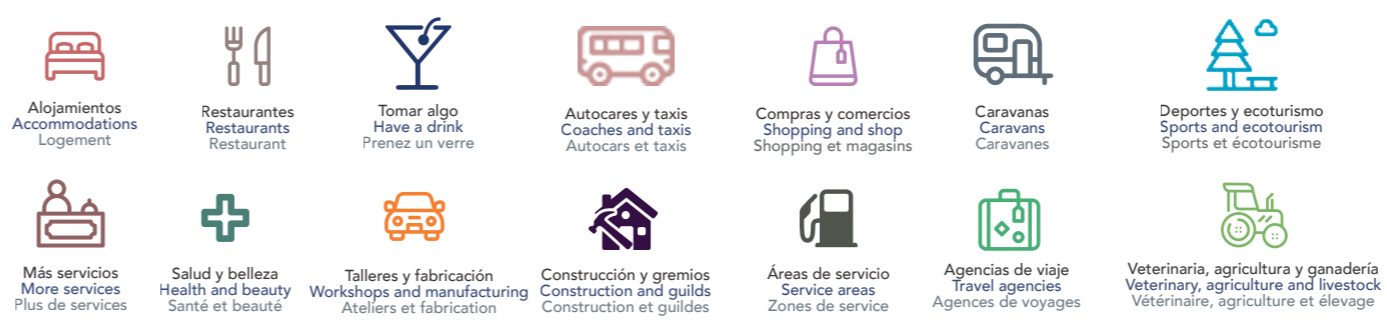 Alojamientos
Accommodations
Logement
Restaurantes
Restaurants
Restaurant
Tomar algo
Have a drink
Prenez un verre
Autocares y taxis
Coaches and taxis
Autocars et taxis
Compras y comercios
Shopping and shop
Shopping et magasins
Caravanas
Caravans
Caravanes
Deportes y ecoturismo
Sports and ecotourism
Sports et écotourisme
Más servicios
More services
Plus de services
Salud y belleza
Health and beauty
Santé et beauté
Talleres y fabricación
Workshops and manufacturing
Ateliers et fabrication
Construcción y gremios
Construction and guilds
Construction et guildes
Áreas de servicio
Service areas
Zones de service
Agencias de viaje
Travel agencies
Agences de voyages
Veterinaria, agricultura y ganadería
Veterinary, agriculture and livestock
Vétérinaire, agriculture et élevage